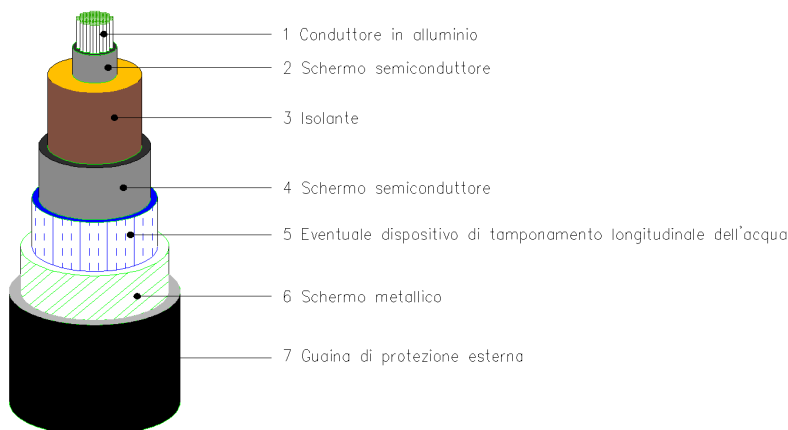 1 Conduttore in alluminio
2 Schermo semiconduttore
3 Isolante
4 Schermo semiconduttore
5 Eventuale dispositivo di tamponamento longitudinale dell'acqua
6 Schermo metallico
7 Guaina di protezione esterna